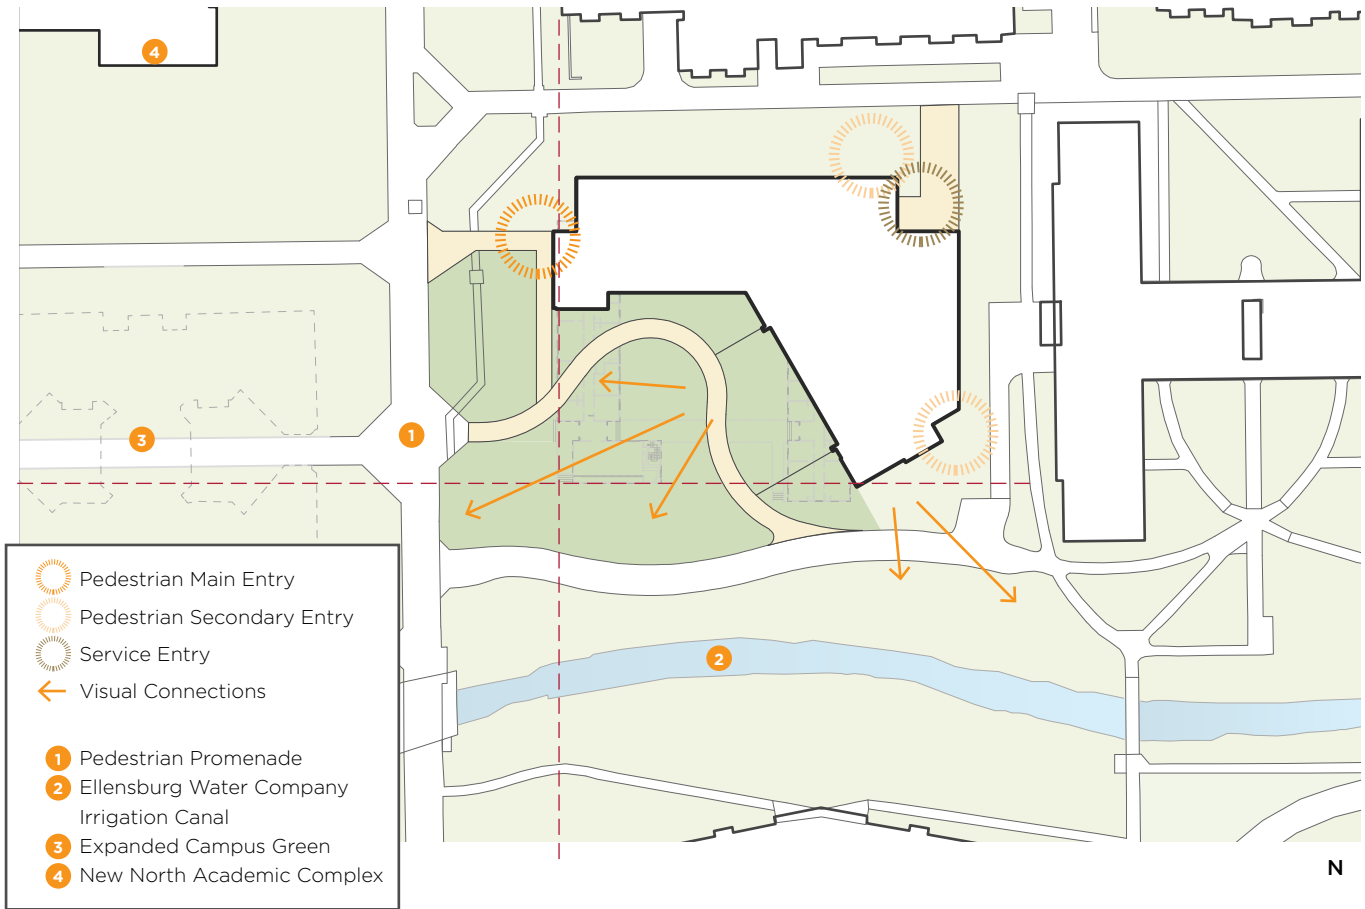 4
3
1
2
Pedestrian Main Entry
Pedestrian Secondary Entry
Service Entry
Visual Connections
1 Pedestrian Promenade
2 Ellensburg Water Company
Irrigation Canal
3 Expanded Campus Green
4 New North Academic Complex
N